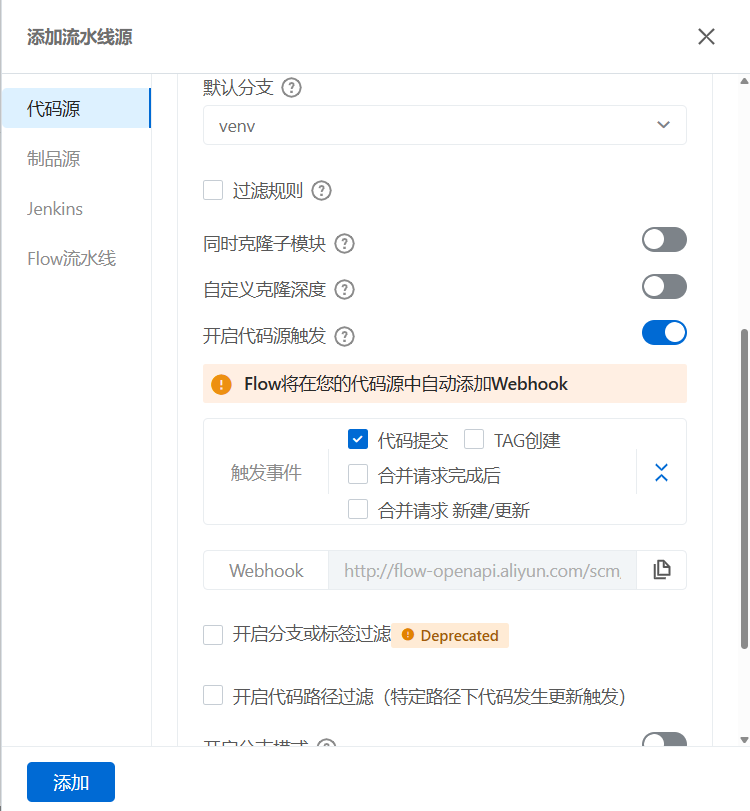 添加流水线源
代码源
制品源
Jenkins
Flow流水线
默认分支
venv
过滤规则
同时克隆子模块
自定义克隆深度
开启代码源触发
Flow将在您的代码源中自动添加Webhook
触发事件
代码提交 TAG创建
合并请求完成后
合并请求 新建/更新
Webhook http://flow-openapi.aliyun.com/scm
开启分支或标签过滤 Deprecated
开启代码路径过滤（特定路径下代码发生更新触发）
开启分支模式
添加